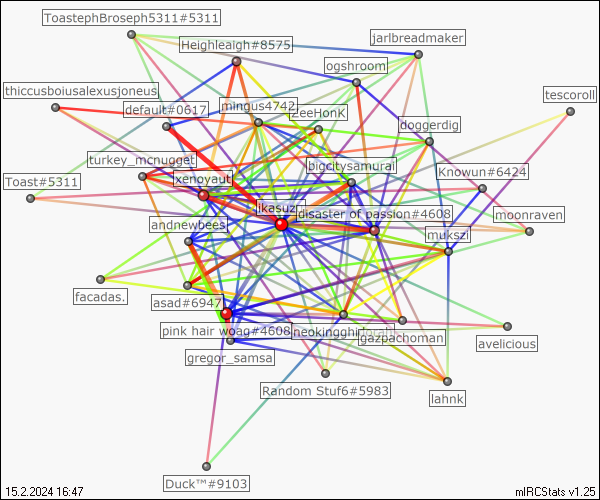 ToastephBroseph5311#5311
Heighleaigh#8575
jarlbreadmaker
ogshroom
thiccusboiusalexusjoneus
tescoroll
default#0617
mingus4742
ZeeHonK
doggerdig
turkey_mcnugget
bigcitysamurai
Knowun#6424
Toast#5311
xenoyaut
likasuz
disaster of passion#4608
moonraven
andnewbees
mukszi
facadas.
asad#6947
pink hair woag#4608
gazpachoman
avelicious
gregor_samsa
Random Stuf6#5983
lahnk
Duck™#9103
15.2.2024 16:47
mIRCStats v1.25